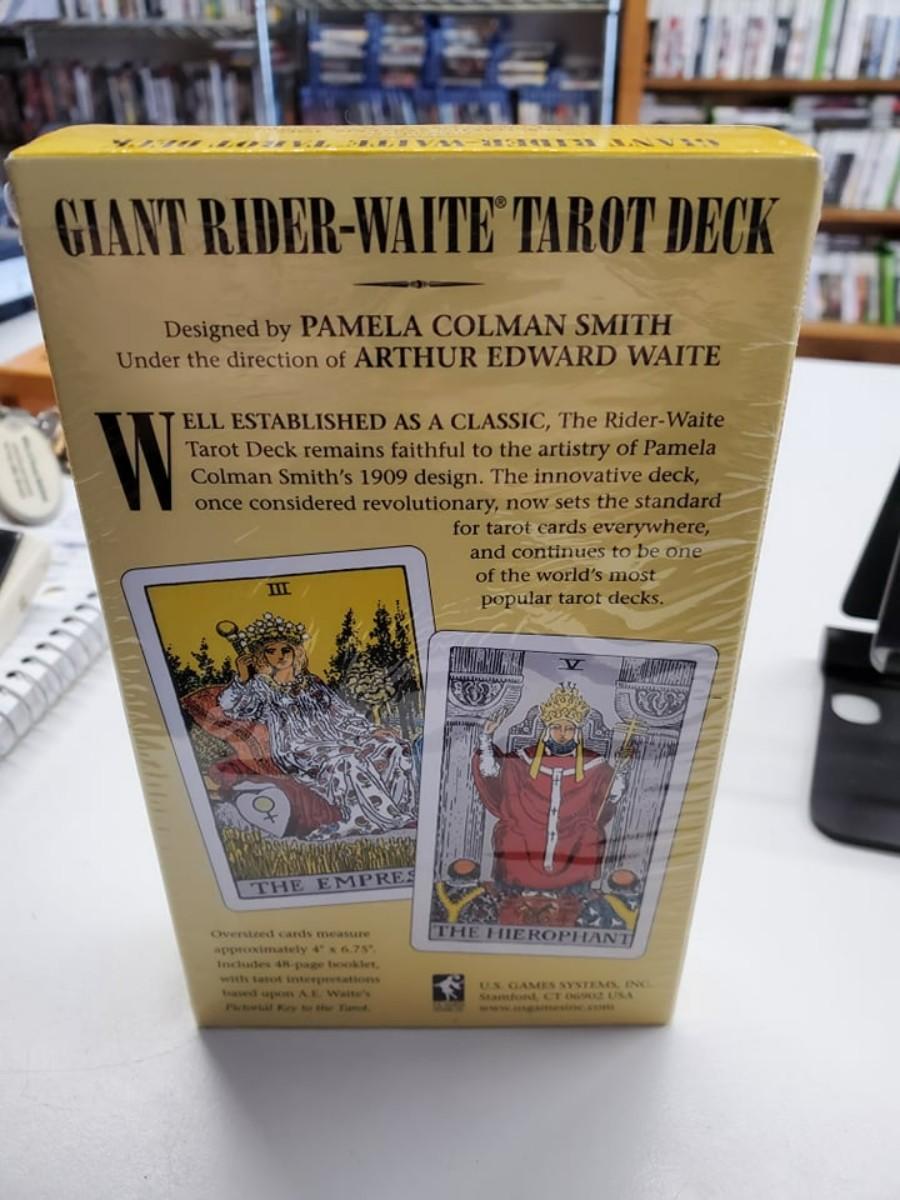 GIANT RIDER-WAITE TAROT DECK
GIANT RIDER-WAITE® TAROT DECK
Designed by PAMELA COLMAN SMITH
Under the direction of ARTHUR EDWARD WAITE
WELL ESTABLISHED AS A CLASSIC, The Rider-Waite
Tarot Deck remains faithful to the artistry of Pamela
Colman Smith's 1909 design. The innovative deck,
once considered revolutionary, now sets the standard
for tarot cards everywhere,
and continues to be one
of the world's most
popular tarot decks.
III
THE EMPRES
V
THE HIEROPHANT
Oversized cards measure
approximately 4" x 6.75".
Includes 48-page booklet,
with tarot interpretations
based upon A.E. Waite's
Pictorial Key to the Tarot.
U.S. GAMES SYSTEMS, INC.
Stamford, CT 06902 USA
www.usgamesinc.com